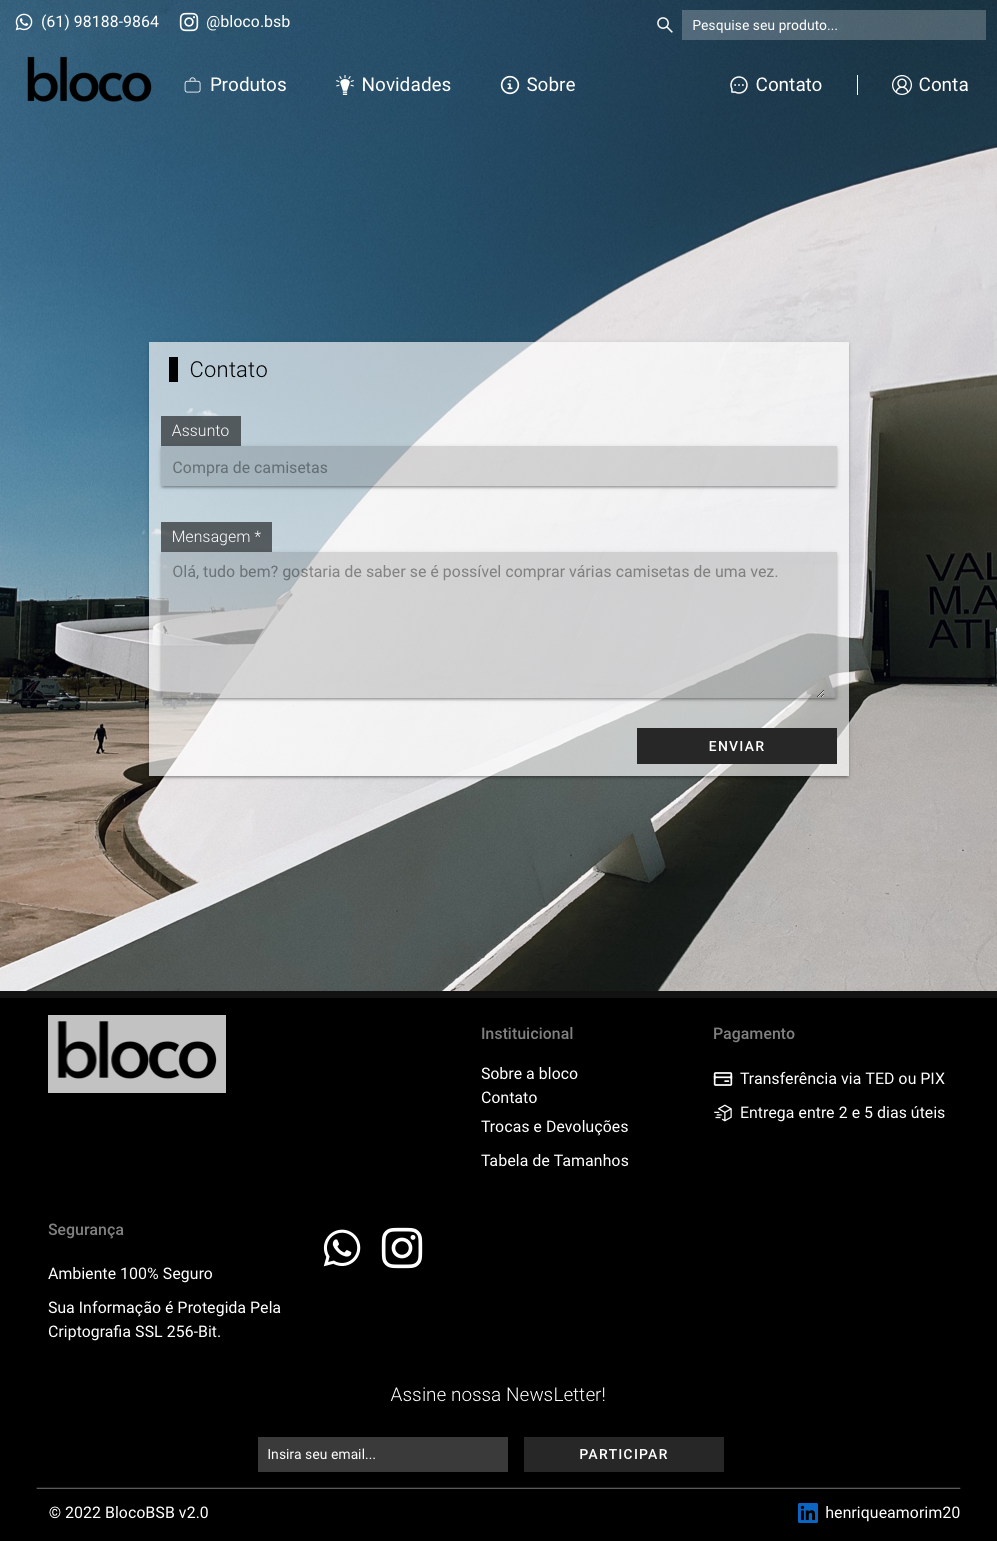 (61) 98188-9864
@bloco.bsb
Pesquise seu produto...
bloco
Produtos
Novidades
Sobre
Contato
Conta
Contato
Assunto
Compra de camisetas
Mensagem *
Olá, tudo bem? gostaria de saber se é possível comprar várias camisetas de uma vez.
VAL
M.A
ATH
ENVIAR
bloco
Instituicional
Sobre a bloco
Contato
Trocas e Devoluções
Tabela de Tamanhos
Pagamento
Transferência via TED ou PIX
Entrega entre 2 e 5 dias úteis
Segurança
Ambiente 100% Seguro
Sua Informação é Protegida Pela
Criptografia SSL 256-Bit.
Assine nossa NewsLetter!
Insira seu email...
PARTICIPAR
© 2022 BlocoBSB v2.0
in henriqueamorim20